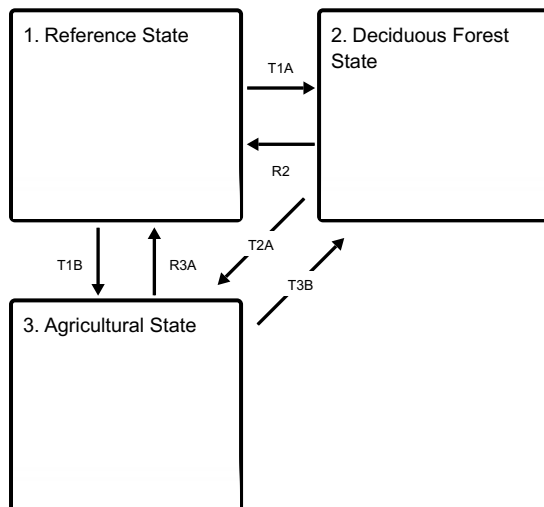 1. Reference State
2. Deciduous Forest
State
T1A
R2
T2A
T1B
R3A
T3B
3. Agricultural State